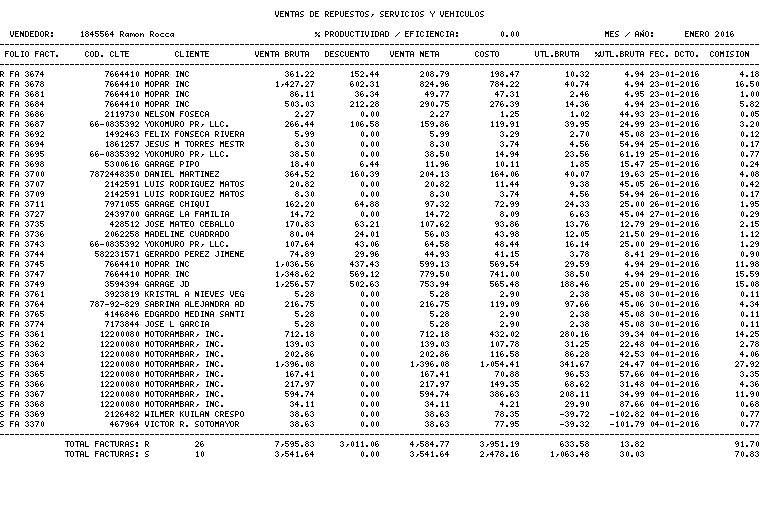 VENTAS DE REPUESTOS, SERVICIOS Y VEHICULOS
VENDEDOR: 1845564 Ramon Rocca % PRODUCTIVIDAD / EFICIENCIA: 0.00 MES / AÑO: ENERO 2016
FOLIO FACT. COD. CLTE CLIENTE VENTA BRUTA DESCUENTO VENTA NETA COSTO UTL.BRUTA %UTL.BRUTA FEC. DCTO. COMISION
R FA 3674 7664410 MOPAR INC 361.22 152.44 208.79 198.47 10.32 4.94 23-01-2016 4.18
R FA 3678 7664410 MOPAR INC 1,427.27 602.31 824.96 784.22 40.74 4.94 23-01-2016 16.50
R FA 3681 7664410 MOPAR INC 86.11 36.34 49.77 47.31 2.46 4.95 23-01-2016 1.00
R FA 3684 7664410 MOPAR INC 503.03 212.28 290.75 276.39 14.36 4.94 23-01-2016 5.82
R FA 3686 2119730 NELSON FOSECA 2.27 0.00 2.27 1.25 1.02 44.93 23-01-2016 0.05
R FA 3687 66-0835392 YOKOMURO PR, LLC. 266.44 106.58 159.86 119.91 39.95 24.99 23-01-2016 3.20
R FA 3692 1492463 FELIX FONSECA RIVERA 5.99 0.00 5.99 3.29 2.70 45.08 23-01-2016 0.12
R FA 3694 1861257 JESUS M TORRES MESTR 8.30 0.00 8.30 3.74 4.56 54.94 25-01-2016 0.17
R FA 3695 66-0835392 YOKOMURO PR, LLC. 38.50 0.00 38.50 14.94 23.56 61.19 25-01-2016 0.77
R FA 3698 5300616 GARAGE PIPO 18.40 6.44 11.96 10.11 1.85 15.47 25-01-2016 0.24
R FA 3700 7872448350 DANIEL MARTINEZ 364.52 160.39 204.13 164.06 40.07 19.63 25-01-2016 4.08
R FA 3707 2142591 LUIS RODRIGUEZ MATOS 20.82 0.00 20.82 11.44 9.38 45.05 26-01-2016 0.42
R FA 3709 2142591 LUIS RODRIGUEZ MATOS 8.30 0.00 8.30 3.74 4.56 54.94 26-01-2016 0.17
R FA 3711 7971055 GARAGE CHIQUI 162.20 64.88 97.32 72.99 24.33 25.00 26-01-2016 1.95
R FA 3727 2439700 GARAGE LA FAMILIA 14.72 0.00 14.72 8.09 6.63 45.04 27-01-2016 0.29
R FA 3735 428512 JOSE MATEO CEBALLO 170.83 63.21 107.62 93.86 13.76 12.79 29-01-2016 2.15
R FA 3736 2062258 MADELINE CUADRADO 80.04 24.01 56.03 43.98 12.05 21.50 29-01-2016 1.12
R FA 3743 66-0835392 YOKOMURO PR, LLC. 107.64 43.06 64.58 48.44 16.14 25.00 29-01-2016 1.29
R FA 3744 582231571 GERARDO PEREZ JIMENE 74.89 29.96 44.93 41.15 3.78 8.41 29-01-2016 0.90
R FA 3745 7664410 MOPAR INC 1,036.56 437.43 599.13 569.54 29.59 4.94 29-01-2016 11.98
R FA 3747 7664410 MOPAR INC 1,348.62 569.12 779.50 741.00 38.50 4.94 29-01-2016 15.59
R FA 3749 3594394 GARAGE JD 1,256.57 502.63 753.94 565.48 188.46 25.00 29-01-2016 15.08
R FA 3761 3923819 KRISTAL A NIEVES VEG 5.28 0.00 5.28 2.90 2.38 45.08 30-01-2016 0.11
R FA 3764 787-92-829 SABRINA ALEJANDRA AD 216.75 0.00 216.75 119.09 97.66 45.06 30-01-2016 4.34
R FA 3765 4146846 EDGARDO MEDINA SANTI 5.28 0.00 5.28 2.90 2.38 45.08 30-01-2016 0.11
R FA 3774 7173844 JOSE L GARCIA 5.28 0.00 5.28 2.90 2.38 45.08 30-01-2016 0.11
S FA 3361 12200080 MOTORAMBAR, INC. 712.18 0.00 712.18 432.02 280.16 39.34 04-01-2016 14.25
S FA 3362 12200080 MOTORAMBAR, INC. 139.03 0.00 139.03 107.78 31.25 22.48 04-01-2016 2.78
S FA 3363 12200080 MOTORAMBAR, INC. 202.86 0.00 202.86 116.58 86.28 42.53 04-01-2016 4.06
S FA 3364 12200080 MOTORAMBAR, INC. 1,396.08 0.00 1,396.08 1,054.41 341.67 24.47 04-01-2016 27.92
S FA 3365 12200080 MOTORAMBAR, INC. 167.41 0.00 167.41 70.88 96.53 57.66 04-01-2016 3.35
S FA 3366 12200080 MOTORAMBAR, INC. 217.97 0.00 217.97 149.35 68.62 31.48 04-01-2016 4.36
S FA 3367 12200080 MOTORAMBAR, INC. 594.74 0.00 594.74 386.63 208.11 34.99 04-01-2016 11.90
S FA 3368 12200080 MOTORAMBAR, INC. 34.11 0.00 34.11 4.21 29.90 87.66 04-01-2016 0.68
S FA 3369 2126482 WILMER KUILAN CRESPO 38.63 0.00 38.63 78.35 -39.72 -102.82 04-01-2016 0.77
S FA 3370 467964 VICTOR R. SOTOMAYOR 38.63 0.00 38.63 77.95 -39.32 -101.79 04-01-2016 0.77
TOTAL FACTURAS: R 26 7,595.83 3,011.06 4,584.77 3,951.19 633.58 13.82 91.70
TOTAL FACTURAS: S 10 3,541.64 0.00 3,541.64 2,478.16 1,063.48 30.03 70.83